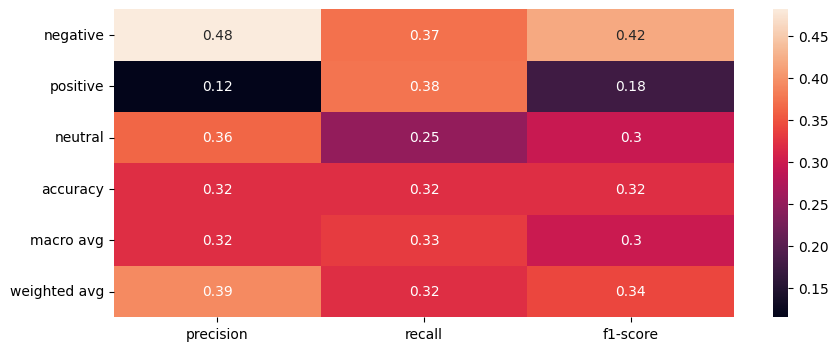 negative 0.48 0.37 0.42
positive 0.12 0.38 0.18
neutral 0.36 0.25 0.3
accuracy 0.32 0.32 0.32
macro avg 0.32 0.33 0.3
weighted avg 0.39 0.32 0.34
precision recall f1-score
0.45
0.40
0.35
0.30
0.25
0.20
0.15